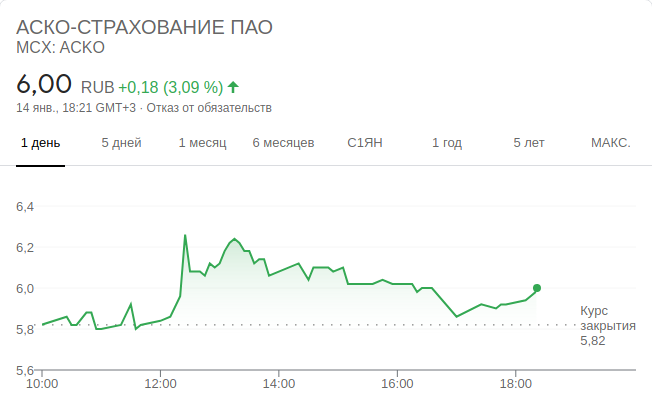 АСКО-СТРАХОВАНИЕ ПАО
MCX: ACKO
6,00 RUB +0,18 (3,09 %)
14 янв., 18:21 GMT+3 · Отказ от обязательств
1 день 5 дней 1 месяц 6 месяцев С1ЯН 1 год 5 лет МАКС.
6,4
6,2
6,0
5,8
5,6
Курс
закрытия
5,82
10:00 12:00 14:00 16:00 18:00